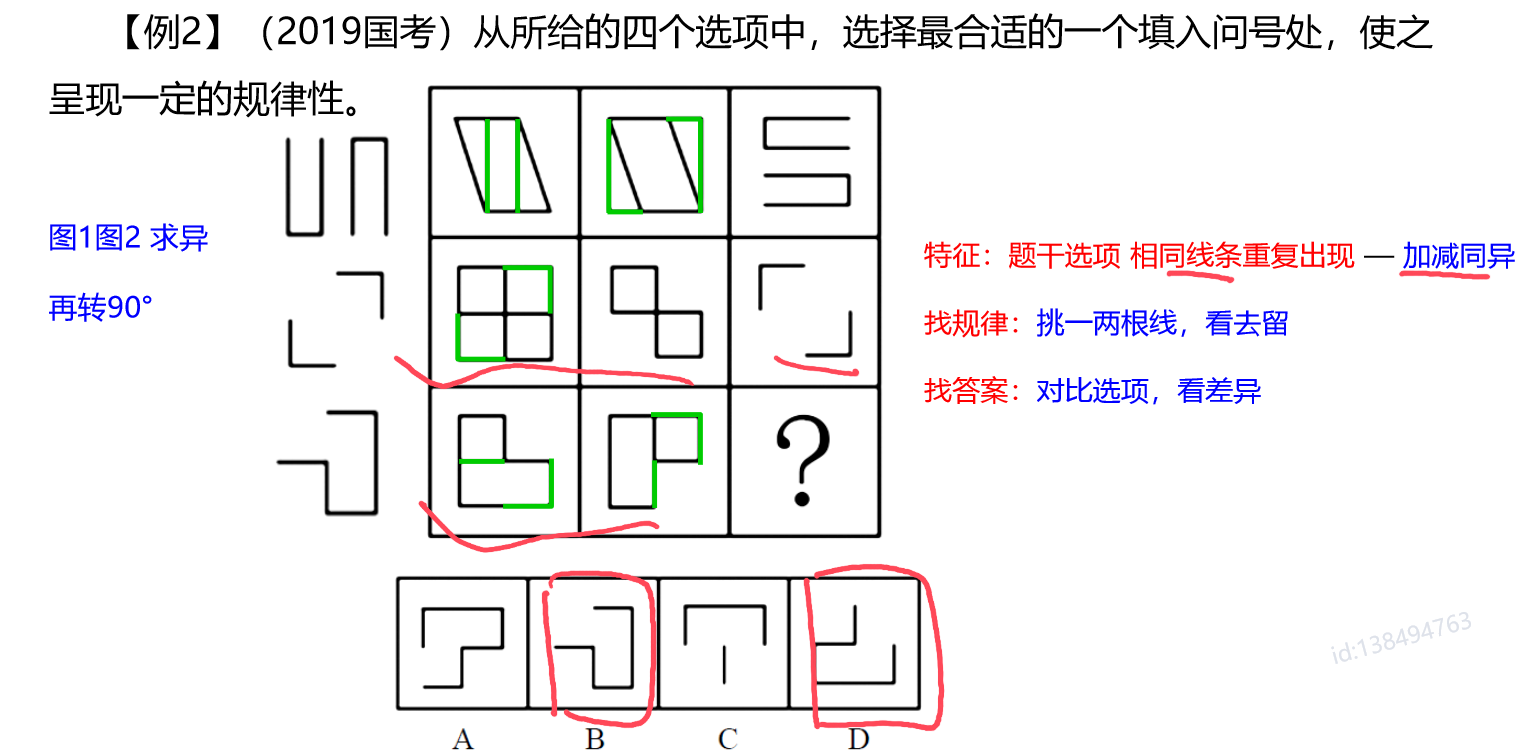 【例2】（2019国考）从所给的四个选项中，选择最合适的一个填入问号处，使之
呈现一定的规律性。
图1图2 求异
再转90°
?
特征：题干选项 相同线条重复出现 — 加减同异
找规律：挑一两根线，看去留
找答案：对比选项，看差异
A B C D
id:138494763